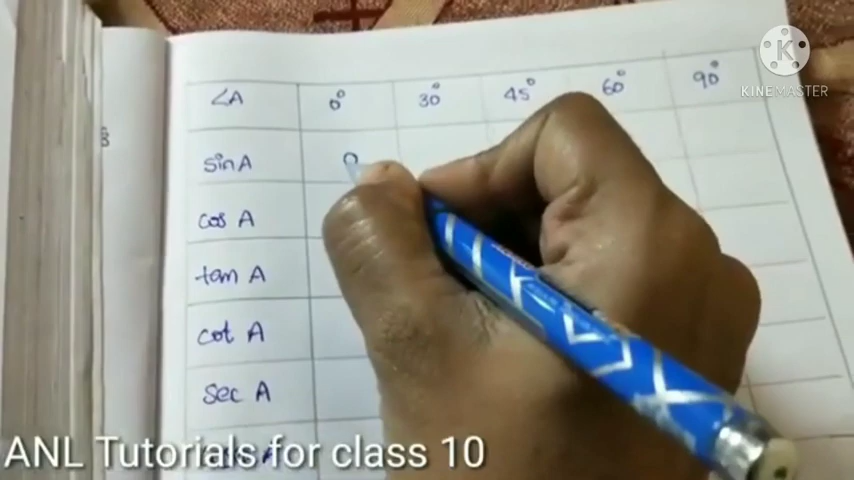 KINEMASTER
∠A 0° 30° 45° 60° 90°
sin A 0
cos A
tan A
cot A
sec A
ANL Tutorials for class 10